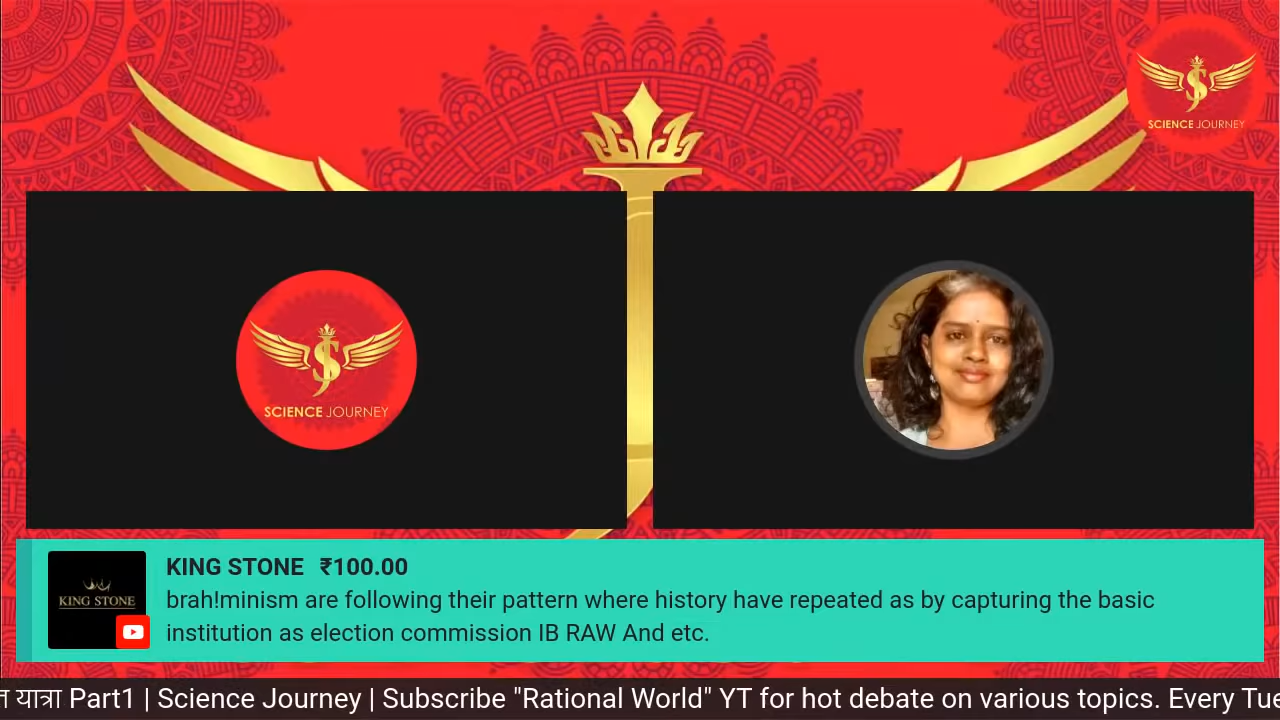 SCIENCE JOURNEY
SCIENCE JOURNEY
KING STONE
KING STONE ₹100.00
brah!minism are following their pattern where history have repeated as by capturing the basic
institution as election commission IB RAW And etc.
त यात्रा Part1 | Science Journey | Subscribe "Rational World" YT for hot debate on various topics. Every Tue